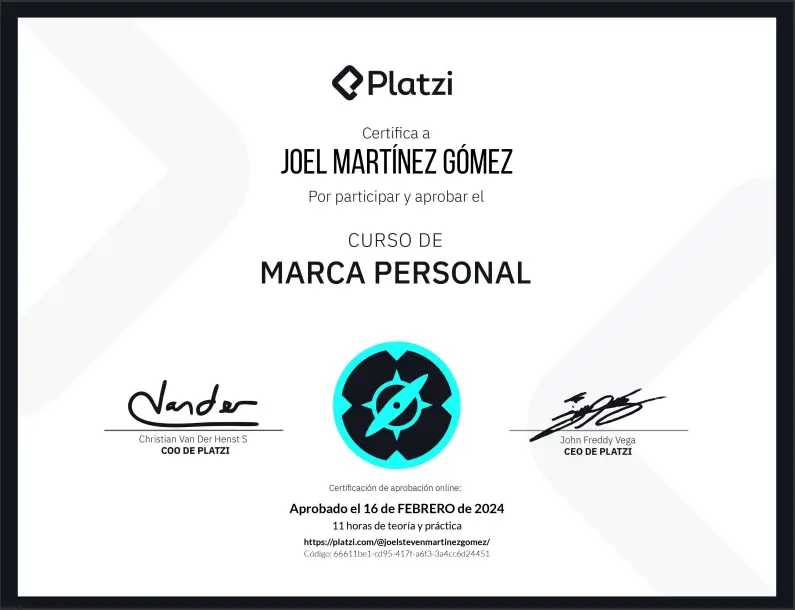 Platzi
Certifica a
JOEL MARTÍNEZ GÓMEZ
Por participar y aprobar el
CURSO DE
MARCA PERSONAL
Christian Van Der Henst S
COO DE PLATZI
John Freddy Vega
CEO DE PLATZI
Certificación de aprobación online:
Aprobado el 16 de FEBRERO de 2024
11 horas de teoría y práctica
https://platzi.com/@joelstevenmartinezgomez/
Código: 66611be1-cd95-417f-a6f3-3a4cc6d24451